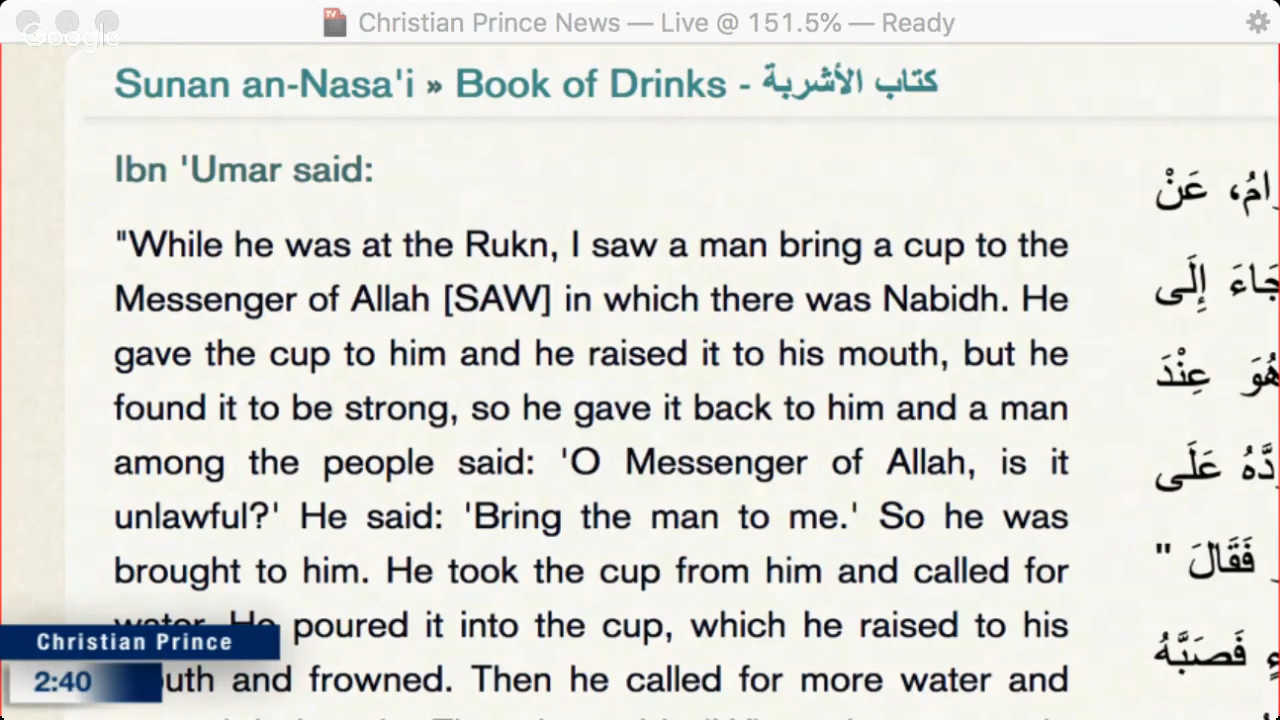 Christian Prince News — Live @ 151.5% — Ready
Google
Sunan an-Nasa'i » Book of Drinks - كتاب الأشربة
Ibn 'Umar said:
"While he was at the Rukn, I saw a man bring a cup to the
Messenger of Allah [SAW] in which there was Nabidh. He
gave the cup to him and he raised it to his mouth, but he
found it to be strong, so he gave it back to him and a man
among the people said: 'O Messenger of Allah, is it
unlawful?' He said: 'Bring the man to me.' So he was
brought to him. He took the cup from him and called for
water. He poured it into the cup, which he raised to his
outh and frowned. Then he called for more water and
عَنْ
إِلَى
عِنْدَ
عَلَى
فَقَالَ "
فَصَبَّهُ
Christian Prince
2:40